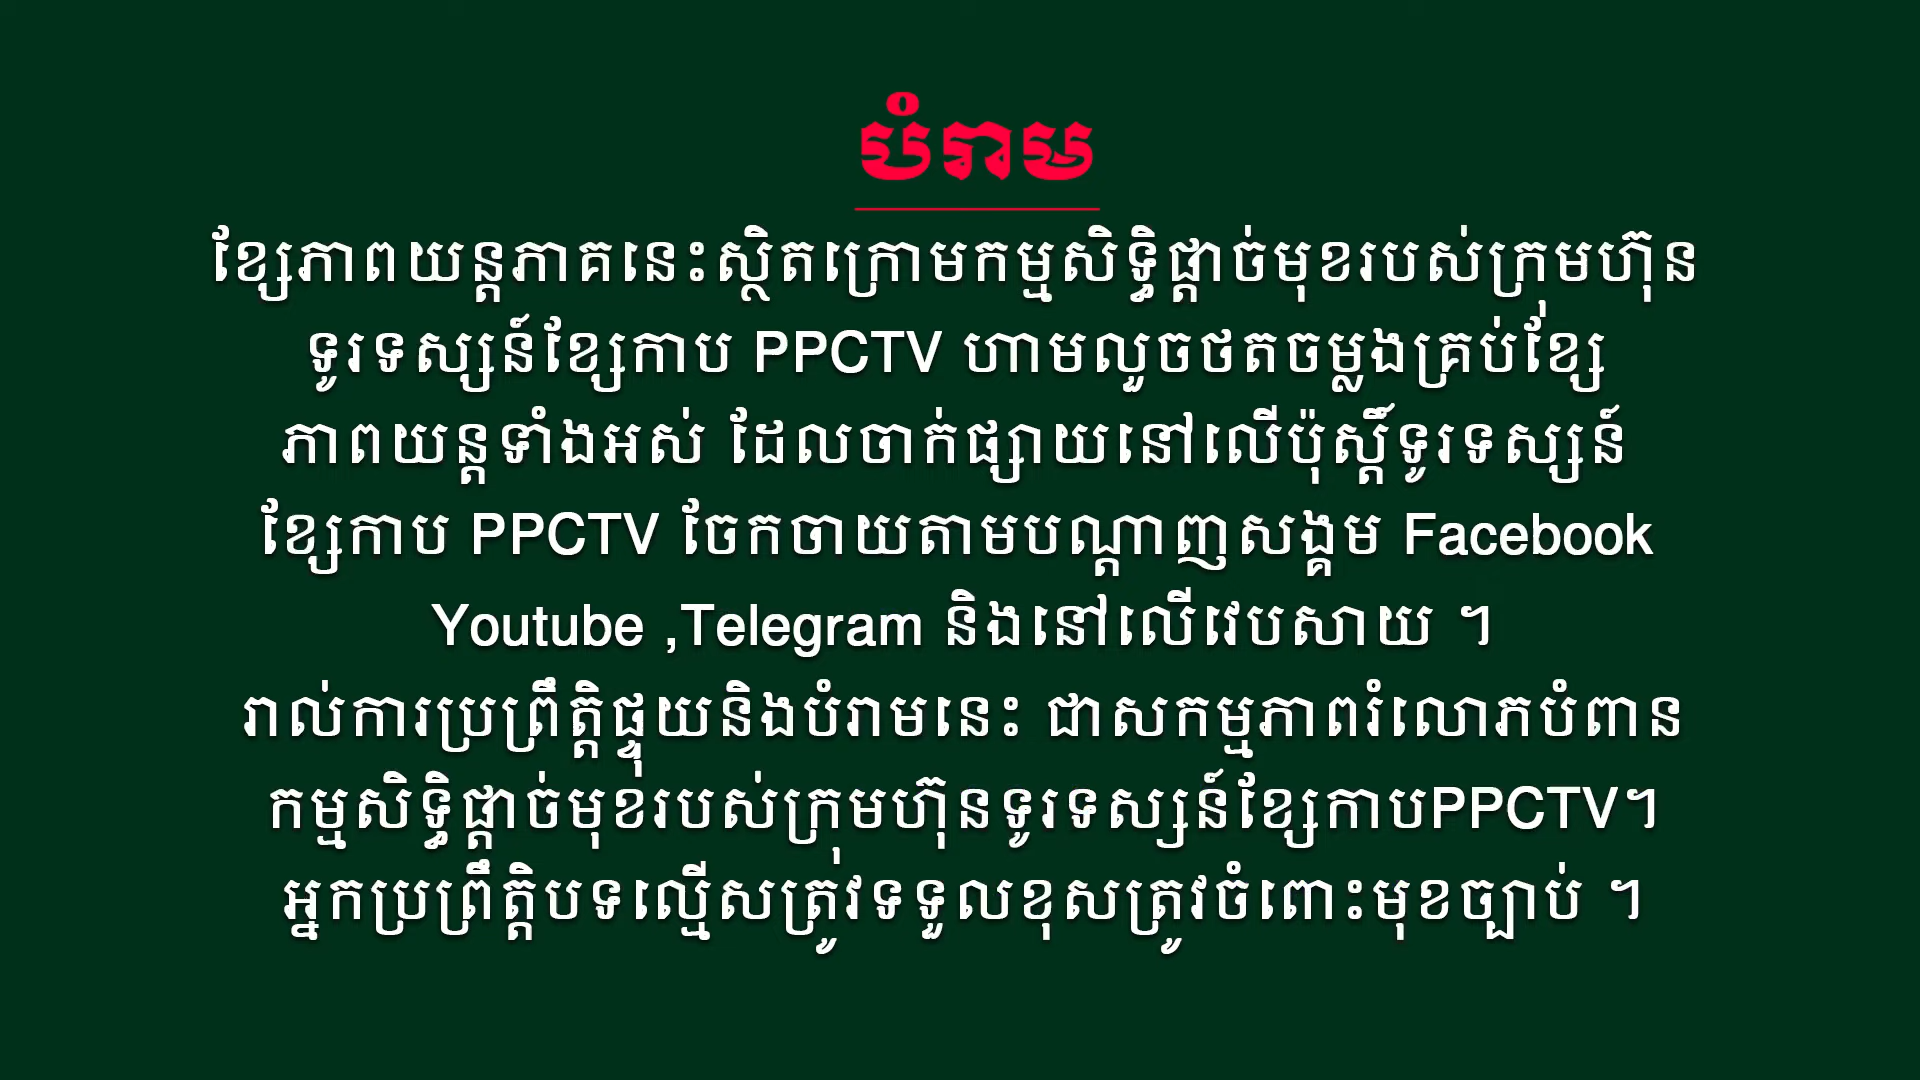 បំរាម
ខ្សែភាពយន្តភាគនេះស្ថិតក្រោមកម្មសិទ្ធិផ្តាច់មុខរបស់ក្រុមហ៊ុន
ទូរទស្សន៍ខ្សែកាប PPCTV ហាមលួចថតចម្លងគ្រប់ខ្សែ
ភាពយន្តទាំងអស់ ដែលចាក់ផ្សាយនៅលើប៉ុស្តិ៍ទូរទស្សន៍
ខ្សែកាប PPCTV ចែកចាយតាមបណ្តាញសង្គម Facebook
Youtube ,Telegram និងនៅលើវេបសាយ ។
រាល់ការប្រព្រឹត្តិផ្ទុយនិងបំរាមនេះ ជាសកម្មភាពរំលោភបំពាន
កម្មសិទ្ធិផ្តាច់មុខរបស់ក្រុមហ៊ុនទូរទស្សន៍ខ្សែកាបPPCTV។
អ្នកប្រព្រឹត្តិបទល្មើសត្រូវទទួលខុសត្រូវចំពោះមុខច្បាប់ ។